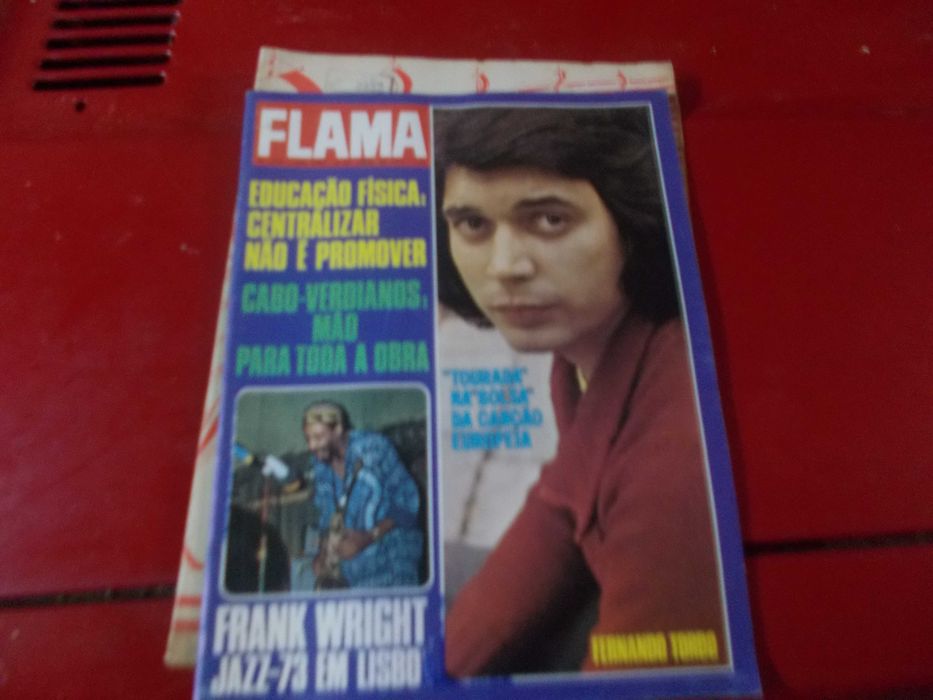 FLAMA
EDUCAÇÃO FÍSICA:
CENTRALIZAR
NÃO É PROMOVER
CABO-VERDIANOS:
MÃO
PARA TODA A OBRA
"TOURADA"
NA "BOLSA"
DA CANÇÃO
EUROPEIA
FRANK WRIGHT
JAZZ-73 EM LISBO
FERNANDO TORDO